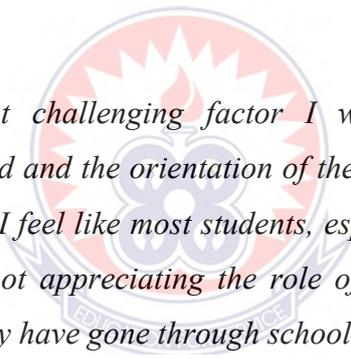 t challenging factor I w
d and the orientation of the
I feel like most students, esp
ot appreciating the role of
y have gone through school